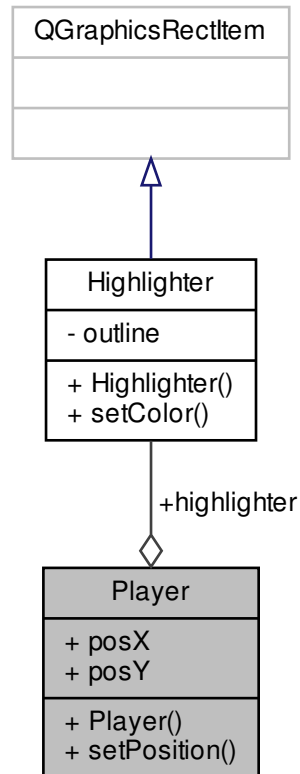 QGraphicsRectItem
Highlighter
- outline
+ Highlighter()
+ setColor()
+highlighter
Player
+ posX
+ posY
+ Player()
+ setPosition()